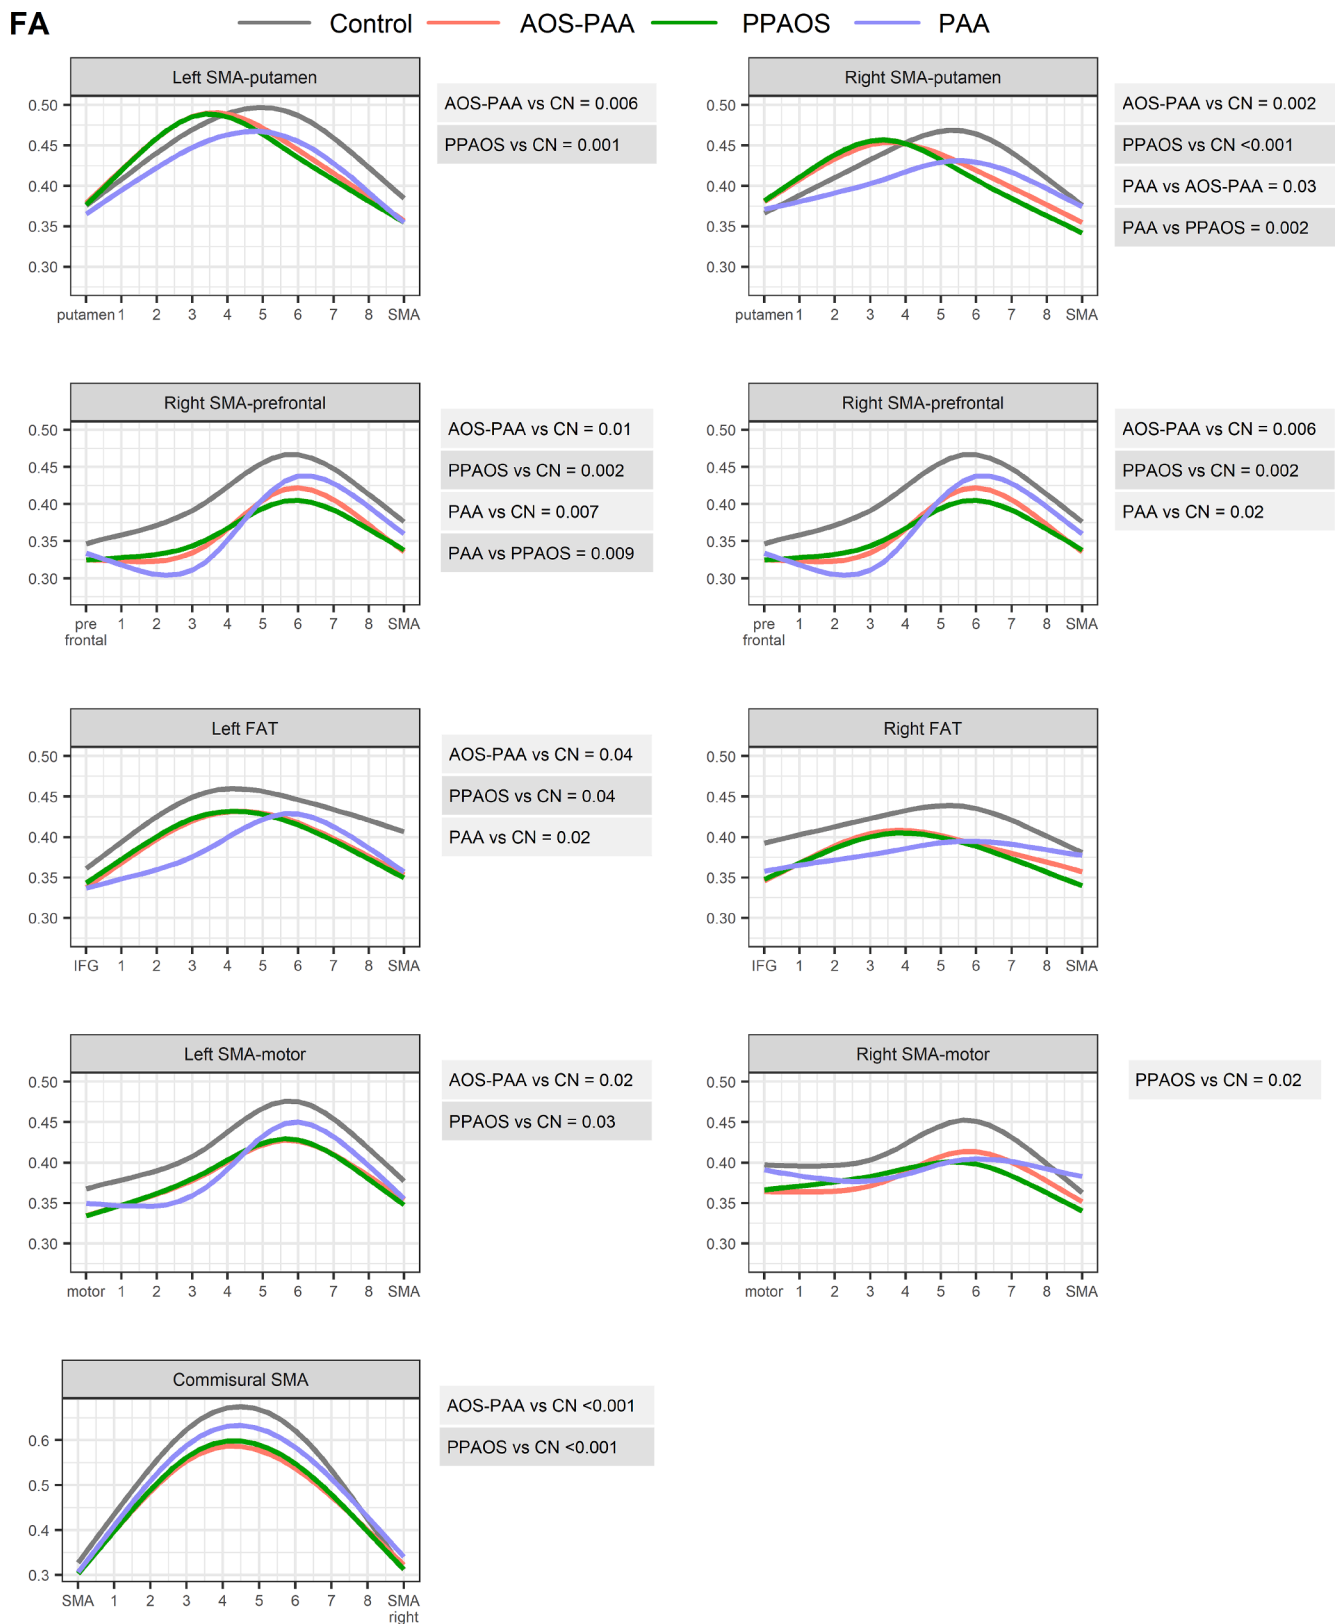 FA
Control AOS-PAA PPAOS PAA
Left SMA-putamen
0.50
0.45
0.40
0.35
0.30
putamen 1 2 3 4 5 6 7 8 SMA
AOS-PAA vs CN = 0.006
PPAOS vs CN = 0.001
Right SMA-putamen
0.50
0.45
0.40
0.35
0.30
putamen 1 2 3 4 5 6 7 8 SMA
AOS-PAA vs CN = 0.002
PPAOS vs CN <0.001
PAA vs AOS-PAA = 0.03
PAA vs PPAOS = 0.002
Right SMA-prefrontal
0.50
0.45
0.40
0.35
0.30
pre 1 2 3 4 5 6 7 8 SMA
frontal
AOS-PAA vs CN = 0.01
PPAOS vs CN = 0.002
PAA vs CN = 0.007
PAA vs PPAOS = 0.009
Right SMA-prefrontal
0.50
0.45
0.40
0.35
0.30
pre 1 2 3 4 5 6 7 8 SMA
frontal
AOS-PAA vs CN = 0.006
PPAOS vs CN = 0.002
PAA vs CN = 0.02
Left FAT
0.50
0.45
0.40
0.35
0.30
IFG 1 2 3 4 5 6 7 8 SMA
AOS-PAA vs CN = 0.04
PPAOS vs CN = 0.04
PAA vs CN = 0.02
Right FAT
0.50
0.45
0.40
0.35
0.30
IFG 1 2 3 4 5 6 7 8 SMA
Left SMA-motor
0.50
0.45
0.40
0.35
0.30
motor 1 2 3 4 5 6 7 8 SMA
AOS-PAA vs CN = 0.02
PPAOS vs CN = 0.03
Right SMA-motor
0.50
0.45
0.40
0.35
0.30
motor 1 2 3 4 5 6 7 8 SMA
PPAOS vs CN = 0.02
Commisural SMA
0.6
0.5
0.4
0.3
SMA 1 2 3 4 5 6 7 8 SMA
right
AOS-PAA vs CN <0.001
PPAOS vs CN <0.001